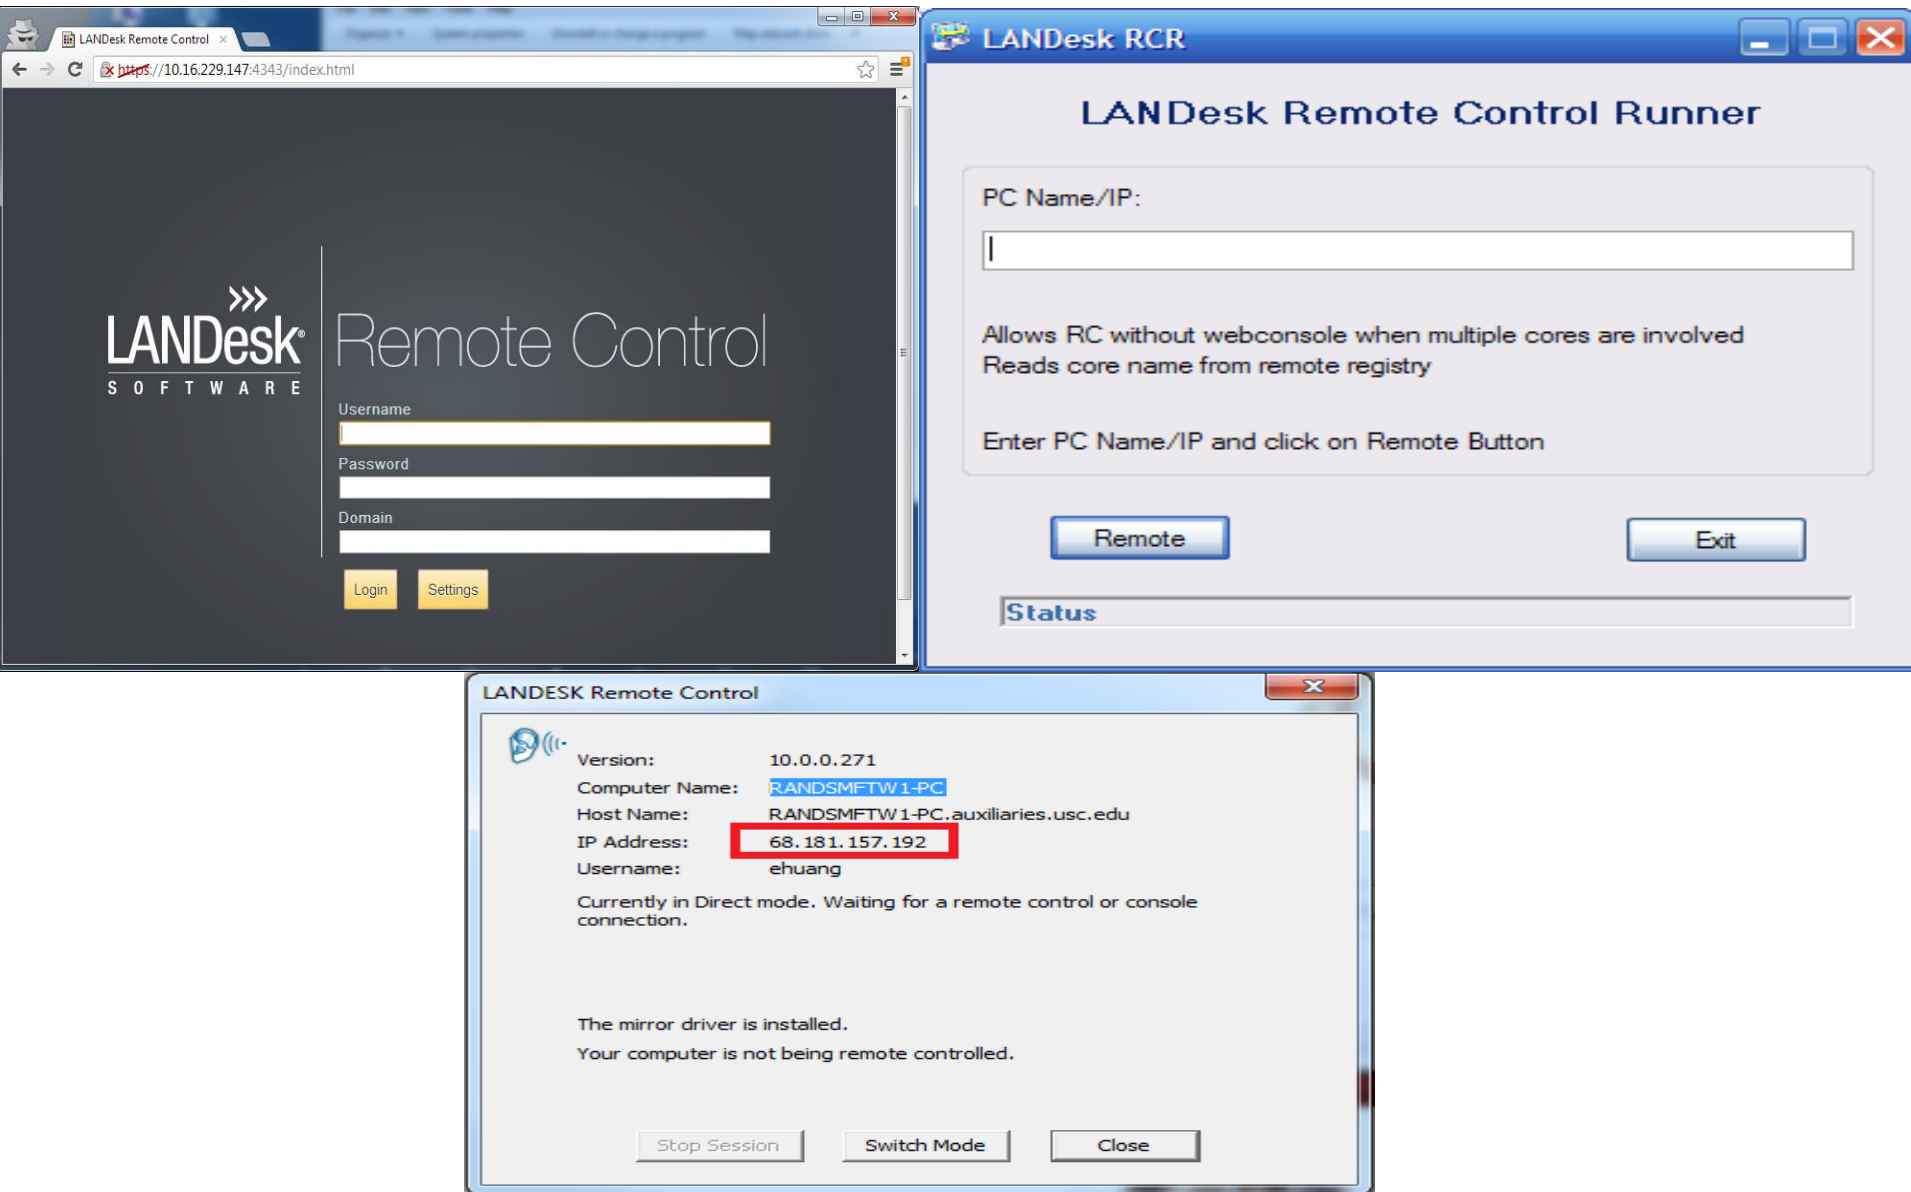 LANDesk Remote Control
https://10.16.229.147:4343/index.html
LANDesk®
SOFTWARE
Remote Control
Username
Password
Domain
Login
Settings
LANDesk RCR
LANDesk Remote Control Runner
PC Name/IP:
Allows RC without webconsole when multiple cores are involved
Reads core name from remote registry
Enter PC Name/IP and click on Remote Button
Remote
Exit
Status
LANDESK Remote Control
Version: 10.0.0.271
Computer Name: RANDSMFTW1-PC
Host Name: RANDSMFTW1-PC.auxiliaries.usc.edu
IP Address: 68.181.157.192
Username: ehuang
Currently in Direct mode. Waiting for a remote control or console
connection.
The mirror driver is installed.
Your computer is not being remote controlled.
Stop Session
Switch Mode
Close